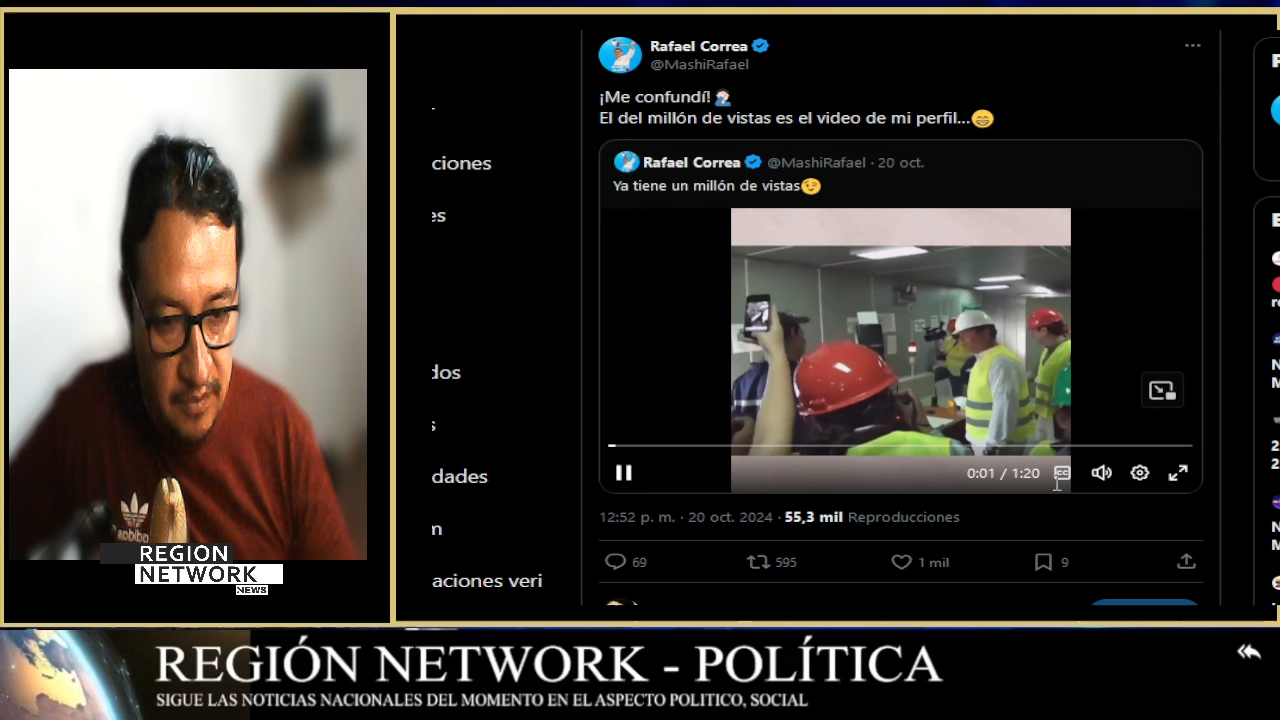 Rafael Correa
@MashiRafael
¡Me confundí!🤦🏻‍♂️
El del millón de vistas es el video de mi perfil...😄
Rafael Correa @MashiRafael · 20 oct.
Ya tiene un millón de vistas😉
0:01 / 1:20
CC
12:52 p. m. · 20 oct. 2024 · 55,3 mil Reproducciones
69 595 1 mil 9
ciones
es
dos
s
dades
n
aciones veri
adidas
REGION
NETWORK
NEWS
REGIÓN NETWORK - POLÍTICA
SIGUE LAS NOTICIAS NACIONALES DEL MOMENTO EN EL ASPECTO POLITICO, SOCIAL